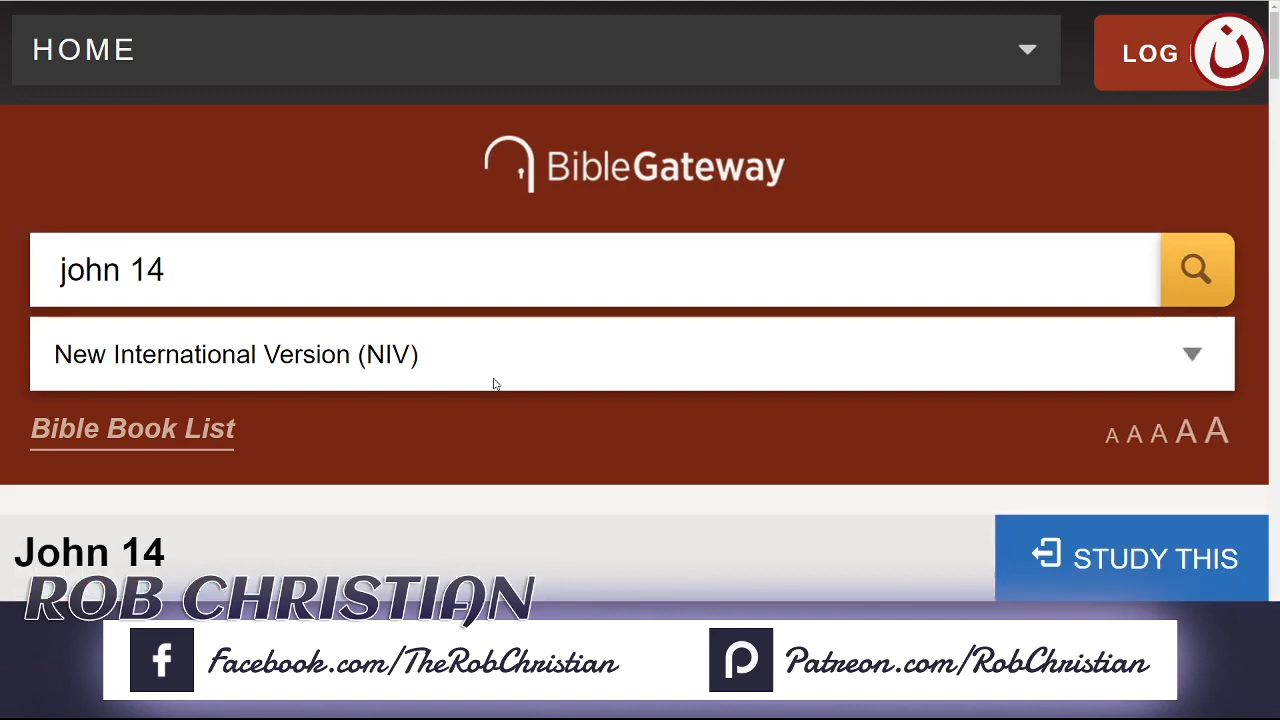 HOME
LOG
ن
BibleGateway
john 14
New International Version (NIV)
Bible Book List
A A A A A
John 14
STUDY THIS
ROB CHRISTIAN
f Facebook.com/TheRobChristian
Patreon.com/RobChristian